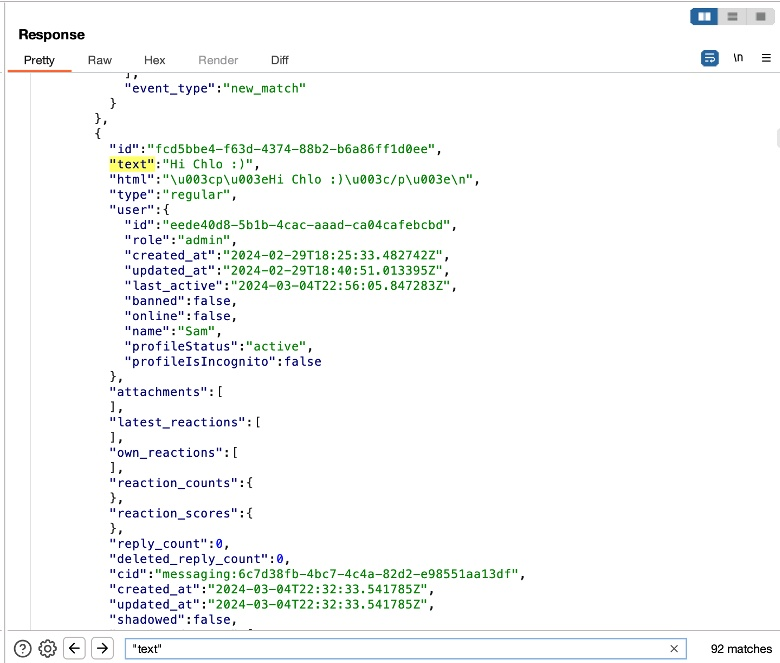 Response
Pretty Raw Hex Render Diff \n
],
"event_type":"new_match"
}
},
{
"id":"fcd5bbe4-f63d-4374-88b2-b6a86ff1d0ee",
"text":"Hi Chlo :)",
"html":"\u003cp\u003eHi Chlo :)\u003c/p\u003e\n",
"type":"regular",
"user":{
"id":"eede40d8-5b1b-4cac-aaad-ca04cafebcbd",
"role":"admin",
"created_at":"2024-02-29T18:25:33.482742Z",
"updated_at":"2024-02-29T18:40:51.013395Z",
"last_active":"2024-03-04T22:56:05.847283Z",
"banned":false,
"online":false,
"name":"Sam",
"profileStatus":"active",
"profileIsIncognito":false
},
"attachments":[
],
"latest_reactions":[
],
"own_reactions":[
],
"reaction_counts":{
},
"reaction_scores":{
},
"reply_count":0,
"deleted_reply_count":0,
"cid":"messaging:6c7d38fb-4bc7-4c4a-82d2-e98551aa13df",
"created_at":"2024-03-04T22:32:33.541785Z",
"updated_at":"2024-03-04T22:32:33.541785Z",
"shadowed":false,
"text" 92 matches